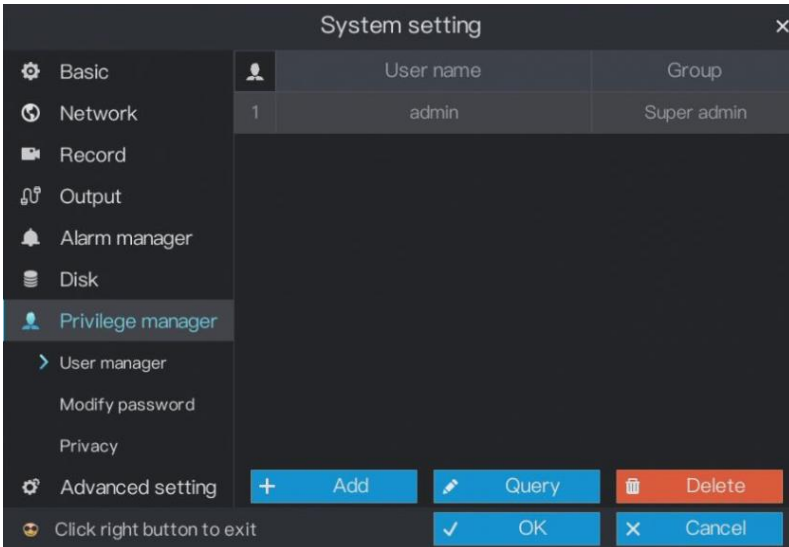 System setting
Basic
User name Group
Network
1 admin Super admin
Record
Output
Alarm manager
Disk
Privilege manager
User manager
Modify password
Privacy
Advanced setting
Add Query Delete
Click right button to exit
OK Cancel